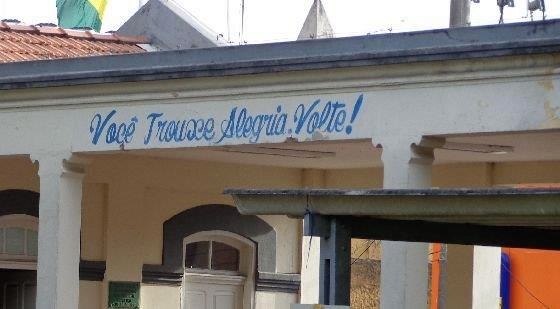 Você Trouxe Alegria. Volte!